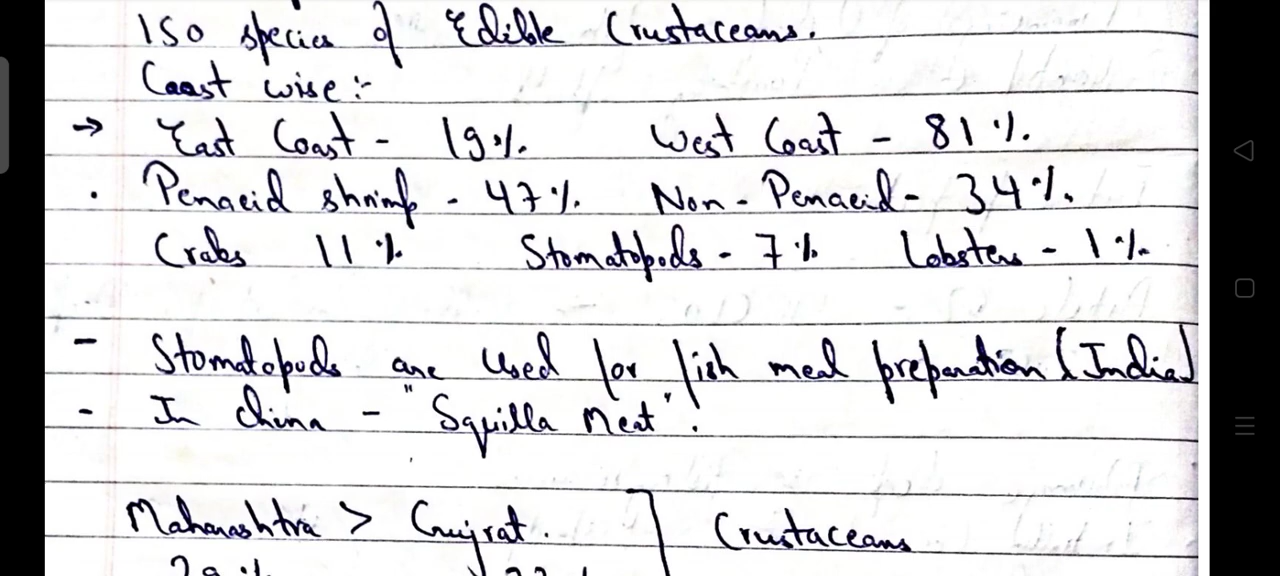 150 species of Edible Crustaceans.
Coast wise :-
→ East Coast - 19%. West Coast - 81%.
. Penaeid shrimp - 47%. Non-Penaeid - 34%.
Crabs 11% Stomatopods - 7% Lobsters - 1%
- Stomatopods are used for fish meal preparation (India)
- In China - "Squilla Meat".
Maharashtra > Gujrat. ] Crustaceans